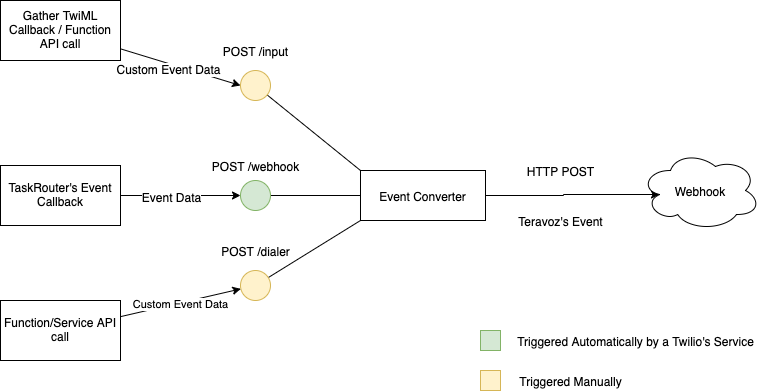 Gather TwiML
Callback / Function
API call
POST /input
Custom Event Data
POST /webhook
HTTP POST
TaskRouter's Event
Callback
Event Data
Event Converter
Webhook
Teravoz's Event
POST /dialer
Custom Event Data
Function/Service API
call
Triggered Automatically by a Twilio's Service
Triggered Manually